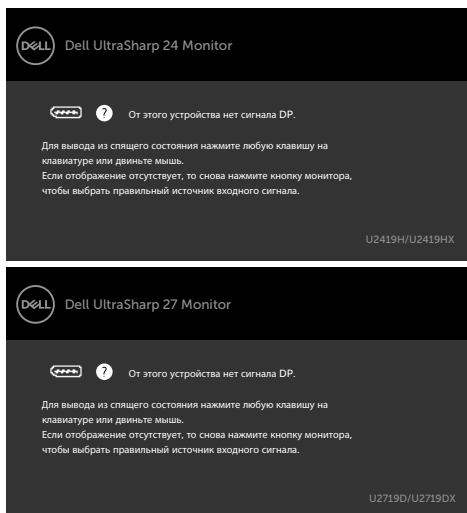 DELL
Dell UltraSharp 24 Monitor
? От этого устройства нет сигнала DP.
Для вывода из спящего состояния нажмите любую клавишу на
клавиатуре или двиньте мышь.
Если отображение отсутствует, то снова нажмите кнопку монитора,
чтобы выбрать правильный источник входного сигнала.
U2419H/U2419HX
DELL
Dell UltraSharp 27 Monitor
? От этого устройства нет сигнала DP.
Для вывода из спящего состояния нажмите любую клавишу на
клавиатуре или двиньте мышь.
Если отображение отсутствует, то снова нажмите кнопку монитора,
чтобы выбрать правильный источник входного сигнала.
U2719D/U2719DX